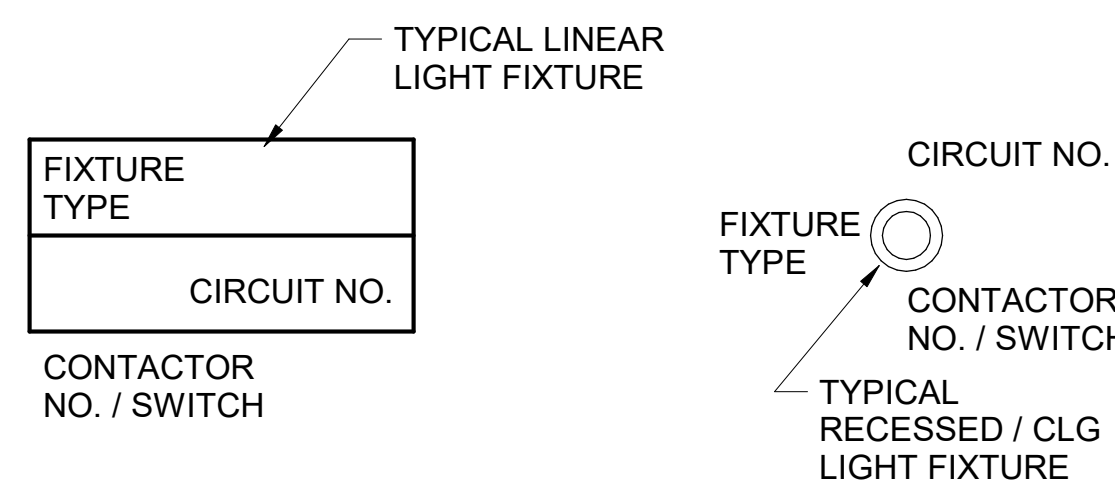 TYPICAL LINEAR
LIGHT FIXTURE
FIXTURE
TYPE
CIRCUIT NO.
CONTACTOR
NO. / SWITCH
CIRCUIT NO.
FIXTURE
TYPE
CONTACTOR
NO. / SWITCH
TYPICAL
RECESSED / CLG
LIGHT FIXTURE